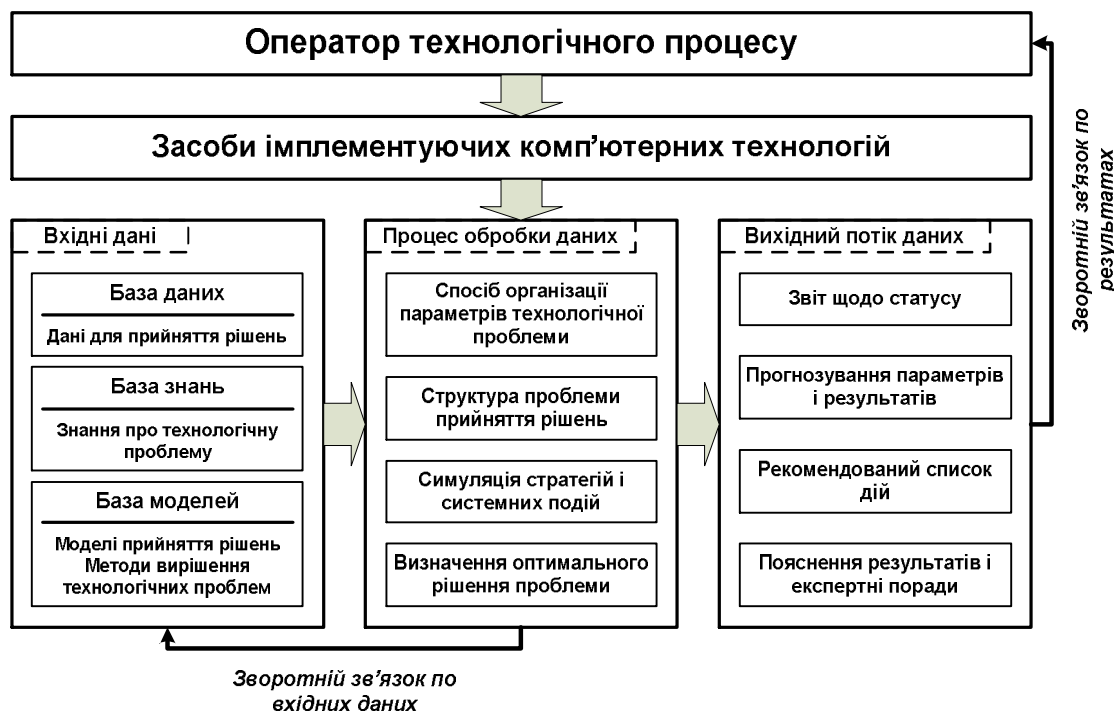 Оператор технологічного процесу
Засоби імплементуючих комп’ютерних технологій
Вхідні дані
База даних
Дані для прийняття рішень
База знань
Знання про технологічну
проблему
База моделей
Моделі прийняття рішень
Методи вирішення
технологічних проблем
Процес обробки даних
Спосіб організації
параметрів технологічної
проблеми
Структура проблеми
прийняття рішень
Симуляція стратегій і
системних подій
Визначення оптимального
рішення проблеми
Вихідний потік даних
Звіт щодо статусу
Прогнозування параметрів
і результатів
Рекомендований список
дій
Пояснення результатів і
експертні поради
Зворотній зв’язок по
результатах
Зворотній зв’язок по
вхідних даних